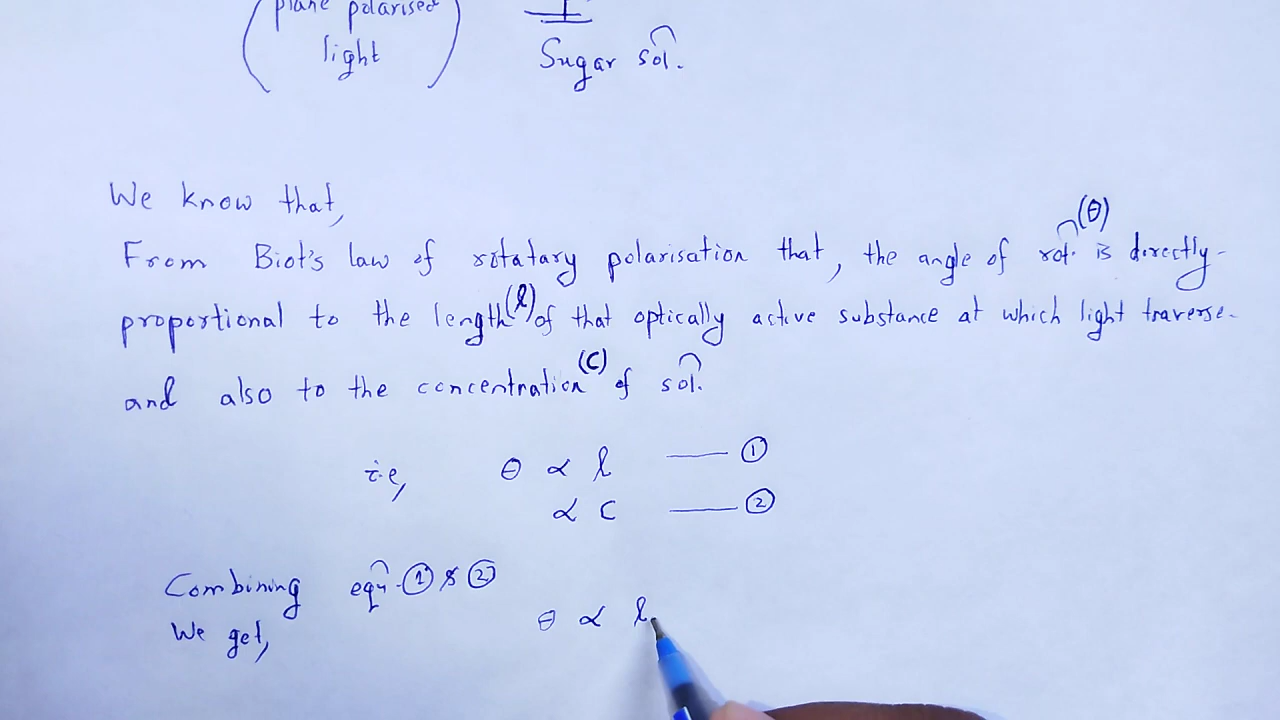 plane polarised
light
Sugar sol.
We know that,
From Biot's law of rotatary polarisation that, the angle of rot. (θ) is directly-
proportional to the length (l) of that optically active substance at which light traverse.
and also to the concentration (C) of sol.
i.e, θ ∝ l —— ①
∝ C —— ②
Combining eqn. ① & ②
We get, θ ∝ l